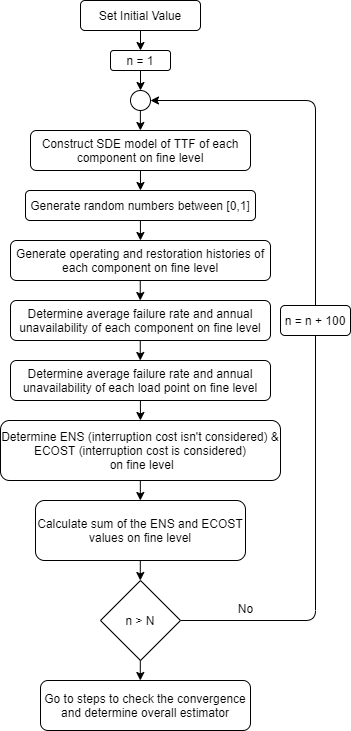 Set Initial Value
n = 1
Construct SDE model of TTF of each
component on fine level
Generate random numbers between [0,1]
Generate operating and restoration histories of
each component on fine level
Determine average failure rate and annual
unavailability of each component on fine level
n = n + 100
Determine average failure rate and annual
unavailability of each load point on fine level
Determine ENS (interruption cost isn't considered) &
ECOST (interruption cost is considered)
on fine level
Calculate sum of the ENS and ECOST
values on fine level
n > N
No
Go to steps to check the convergence
and determine overall estimator